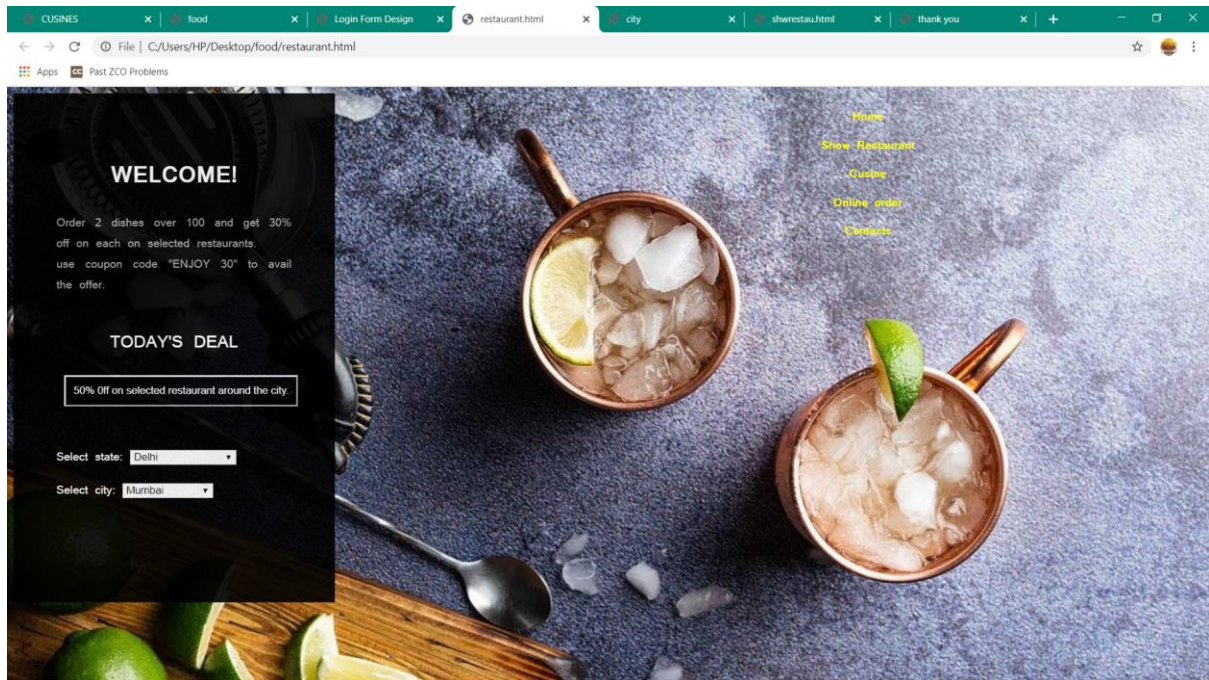 CUSINES
food
Login Form Design
restaurant.html
city
shwrestau.html
thank you
File | C:/Users/HP/Desktop/food/restaurant.html
Apps
CC Past ZCO Problems
Home
Show Restaurant
Cusine
Online order
Contacts
WELCOME!
Order 2 dishes over 100 and get 30%
off on each on selected restaurants.
use coupon code "ENJOY 30" to avail
the offer.
TODAY'S DEAL
50% 0ff on selected restaurant around the city.
Select state: Delhi
Select city: Mumbai